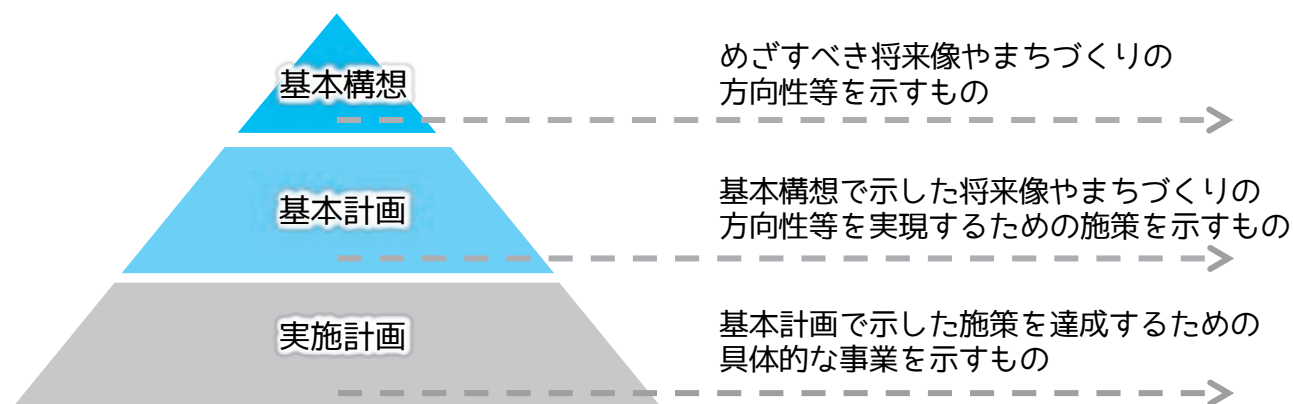 基本構想
めざすべき将来像やまちづくりの
方向性等を示すもの
基本計画
基本構想で示した将来像やまちづくりの
方向性等を実現するための施策を示すもの
実施計画
基本計画で示した施策を達成するための
具体的な事業を示すもの